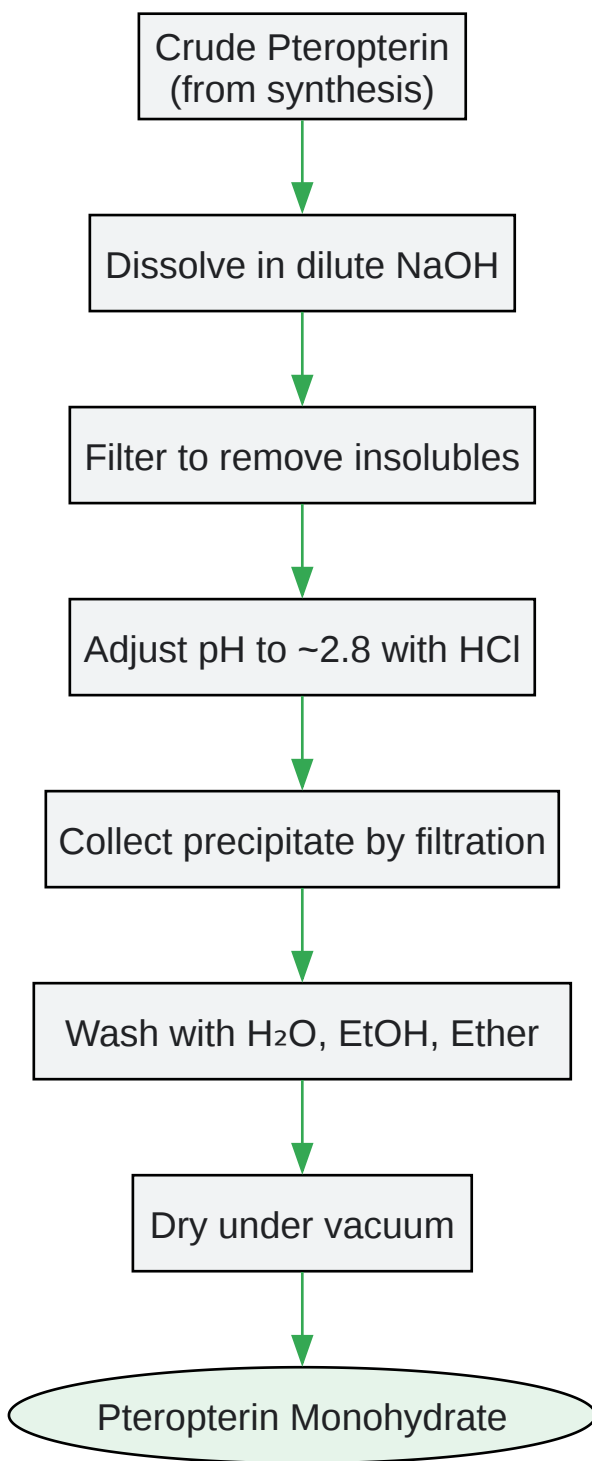 Crude Pteropterin
(from synthesis)
Dissolve in dilute NaOH
Filter to remove insolubles
Adjust pH to ~2.8 with HCl
Collect precipitate by filtration
Wash with H₂O, EtOH, Ether
Dry under vacuum
Pteropterin Monohydrate